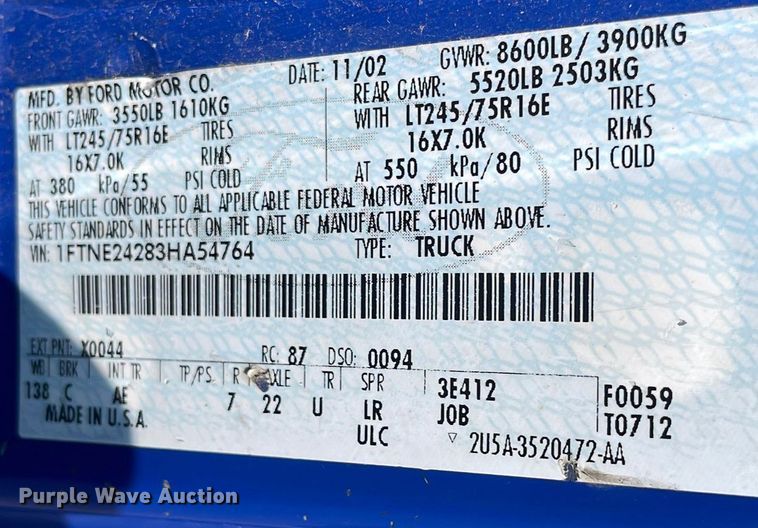 MFD. BY FORD MOTOR CO.
DATE: 11/02
GVWR: 8600LB/ 3900KG
FRONT GAWR: 3550LB 1610KG
REAR GAWR: 5520LB 2503KG
WITH LT245/75R16E TIRES
WITH LT245/75R16E TIRES
16X7.0K RIMS
16X7.0K RIMS
AT 380 kPa/55 PSI COLD
AT 550 kPa/80 PSI COLD
THIS VEHICLE CONFORMS TO ALL APPLICABLE FEDERAL MOTOR VEHICLE
SAFETY STANDARDS IN EFFECT ON THE DATE OF MANUFACTURE SHOWN ABOVE.
VIN: 1FTNE24283HA54764
TYPE: TRUCK
EXT PNT: X0044
RC: 87 DSO: 0094
WB BRK INT TR TP/PS R AXLE TR SPR
138 C AE 7 22 U LR
ULC
3E412
JOB
F0059
T0712
MADE IN U.S.A.
▽ 2U5A-3520472-AA
Purple Wave Auction